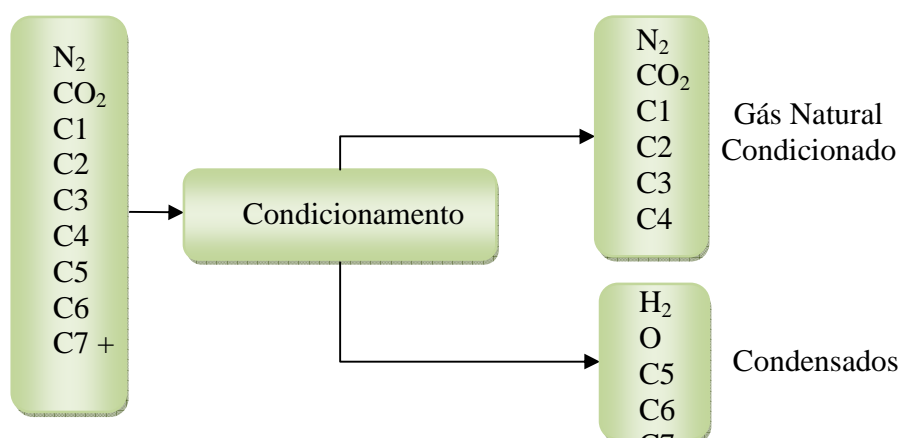 N₂
CO₂
C1
C2
C3
C4
C5
C6
C7 +
Condicionamento
N₂
CO₂
C1
C2
C3
C4
Gás Natural
Condicionado
H₂
O
C5
C6
C7
Condensados